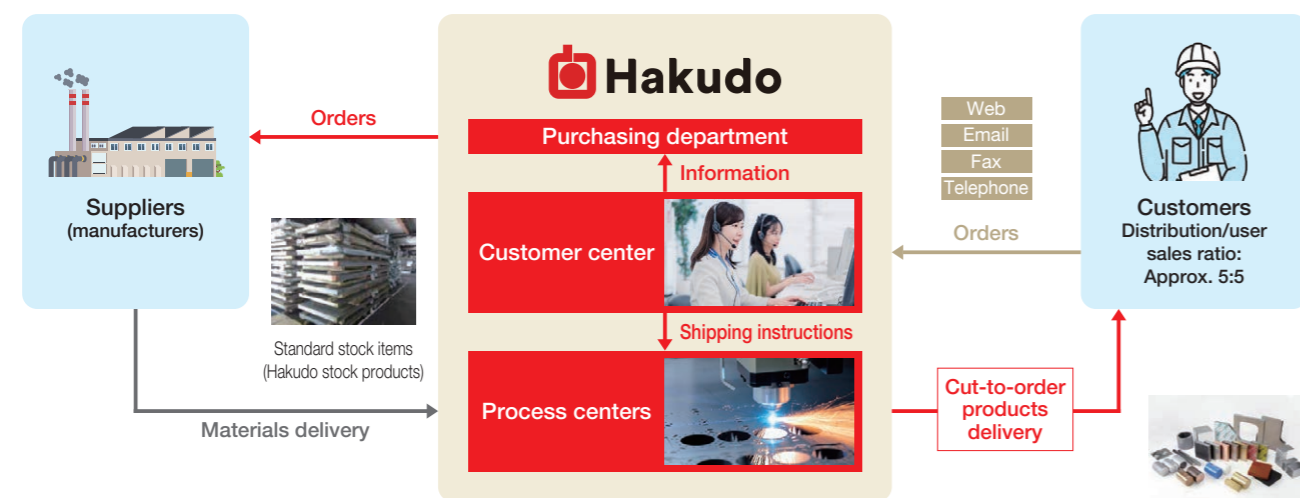 Suppliers
(manufacturers)
Orders
Standard stock items
(Hakudo stock products)
Materials delivery
Hakudo
Purchasing department
Information
Customer center
Shipping instructions
Process centers
Web
Email
Fax
Telephone
Orders
Customers
Distribution/user
sales ratio:
Approx. 5:5
Cut-to-order
products
delivery